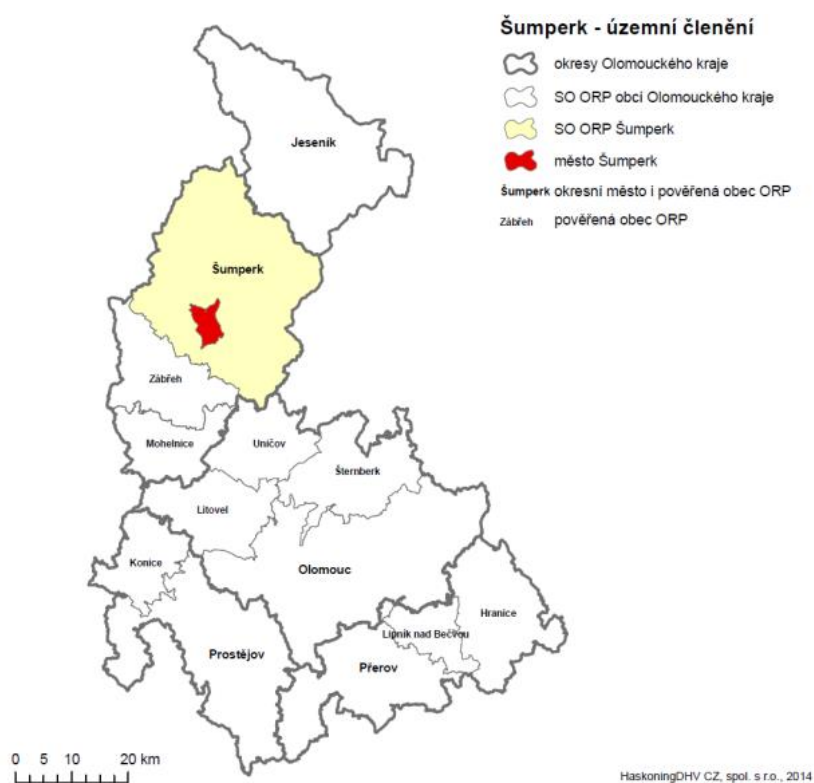 Šumperk - územní členění
okresy Olomouckého kraje
SO ORP obcí Olomouckého kraje
SO ORP Šumperk
město Šumperk
Šumperk okresní město i pověřená obec ORP
Zábřeh pověřená obec ORP
Jeseník
Šumperk
Zábřeh
Mohelnice
Uničov
Šternberk
Litovel
Konice
Olomouc
Hranice
Lipník nad Bečvou
Prostějov
Přerov
0 5 10 20 km
HaskoningDHV CZ, spol. s r.o., 2014